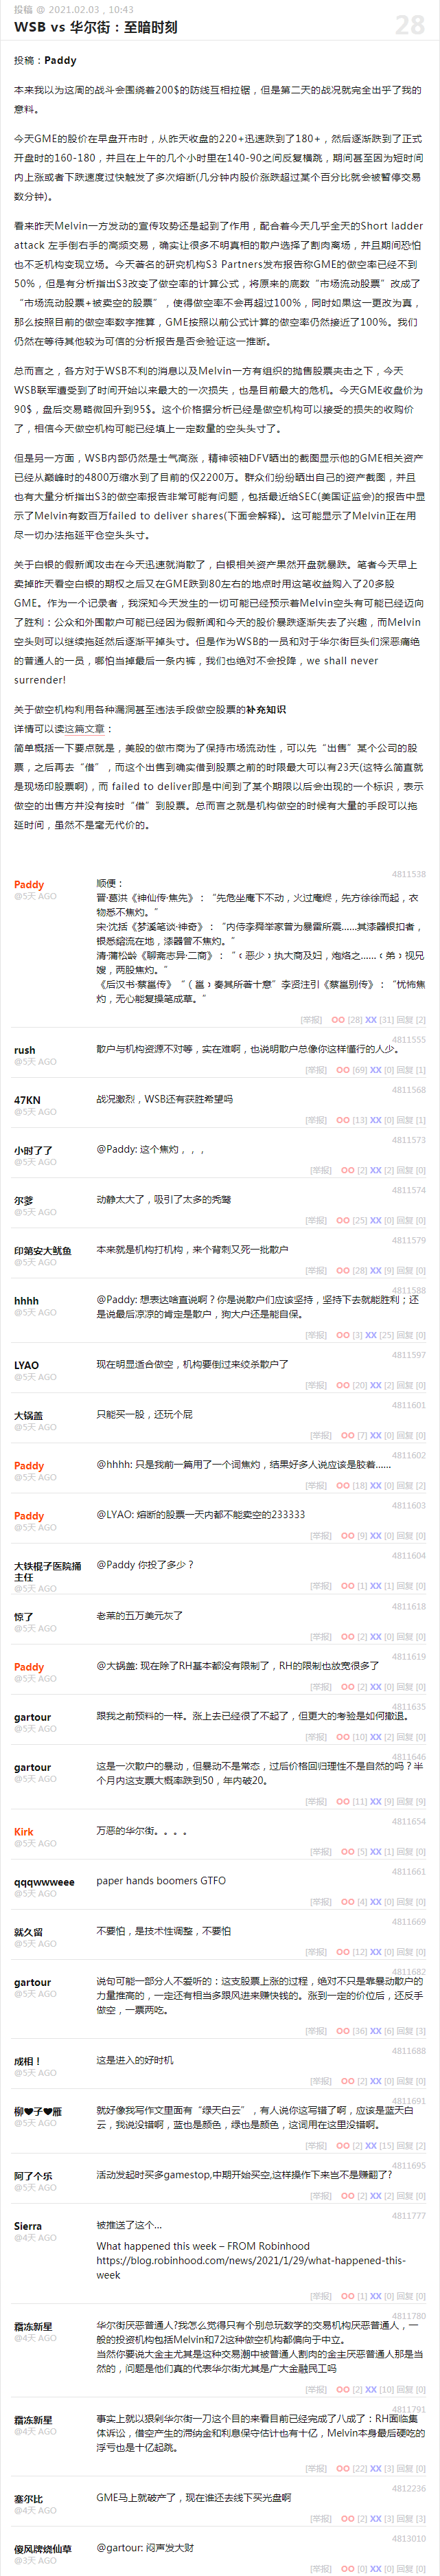 投稿 @ 2021.02.03 , 10:43
WSB vs 华尔街：至暗时刻
28
投稿：Paddy
本来我以为这周的战斗会围绕着200$的防线互相拉锯，但是第二天的战况就完全出乎了我的
意料。
今天GME的股价在早盘开市时，从昨天收盘的220+迅速跌到了180+，然后逐渐跌到了正式
开盘时的160-180，并且在上午的几个小时里在140-90之间反复横跳，期间甚至因为短时间
内上涨或者下跌速度过快触发了多次熔断(几分钟内股价涨跌超过某个百分比就会被暂停交易
数分钟)。
看来昨天Melvin一方发动的宣传攻势还是起到了作用，配合着今天几乎全天的Short ladder
attack 左手倒右手的高频交易，确实让很多不明真相的散户选择了割肉离场，并且期间恐怕
也不乏机构变现立场。今天著名的研究机构S3 Partners发布报告称GME的做空率已经不到
50%，但是有分析指出S3改变了做空率的计算公式，将原来的底数“市场流动股票”改成了
“市场流动股票+被卖空的股票”，使得做空率不会再超过100%，同时如果这一更改为真，
那么按照目前的做空率数字推算，GME按照以前公式计算的做空率仍然接近了100%。我们
仍然在等待其他较为可信的分析报告是否会验证这一推断。
总而言之，各方对于WSB不利的消息以及Melvin一方有组织的抛售股票夹击之下，今天
WSB联军遭受到了时间开始以来最大的一次损失，也是目前最大的危机。今天GME收盘价为
90$，盘后交易略微回升到95$。这个价格据分析已经是做空机构可以接受的损失的收购价
了，相信今天做空机构可能已经填上一定数量的空头头寸了。
但是另一方面，WSB内部仍然是士气高涨，精神领袖DFV晒出的截图显示他的GME相关资产
已经从巅峰时的4800万缩水到了目前的仅2200万。群众们纷纷晒出自己的资产截图，并且
也有大量分析指出S3的做空率报告非常可能有问题，包括最近给SEC(美国证监会)的报告中显
示了Melvin有数百万failed to deliver shares(下面会解释)。这可能显示了Melvin正在用
尽一切办法拖延平仓空头头寸。
关于白银的假新闻攻击在今天迅速就消散了，白银相关资产果然开盘就暴跌。笔者今天早上
卖掉昨天看空白银的期权之后又在GME跌到80左右的地点时用这笔收益购入了20多股
GME。作为一个记录者，我深知今天发生的一切可能已经预示着Melvin空头有可能已经迈向
了胜利：公众和外围散户可能已经因为假新闻和今天的股价暴跌逐渐失去了兴趣，而Melvin
空头则可以继续拖延然后逐渐平掉头寸。但是作为WSB的一员和对于华尔街巨头们深恶痛绝
的普通人的一员，哪怕当掉最后一条内裤，我们也绝对不会投降，we shall never
surrender!
关于做空机构利用各种漏洞甚至违法手段做空股票的补充知识
详情可以读这篇文章：
简单概括一下要点就是，美股的做市商为了保持市场流动性，可以先“出售”某个公司的股
票，之后再去“借”，而这个出售到确实借到股票之前的时限最大可以有23天(这特么简直就
是现场印股票啊)，而 failed to deliver即是中间到了某个期限以后会出现的一个标识，表示
做空的出售方并没有按时“借”到股票。总而言之就是机构做空的时候有大量的手段可以拖
延时间，虽然不是毫无代价的。
4811538
Paddy
@5天 AGO
顺便：
晋·葛洪《神仙传·焦先》：“先危坐庵下不动，火过庵烬，先方徐徐而起，衣
物悉不焦灼。”
宋·沈括《梦溪笔谈·神奇》：“内侍李舜举家曾为暴雷所震……其漆器银扣者，
银悉鎔流在地，漆器曾不焦灼。”
清·蒲松龄《聊斋志异·二商》：“﹝恶少﹞执大商及妇，炮烙之……﹝弟﹞视兄
嫂，两股焦灼。”
《后汉书·蔡邕传》“﹝邕﹞奏其所著十意”李贤注引《蔡邕别传》：“忧怖焦
灼，无心能复操笔成草。”
[举报] OO [28] XX [31] 回复 [2]
4811555
rush
@5天 AGO
散户与机构资源不对等，实在难啊，也说明散户总像你这样懂行的人少。
[举报] OO [69] XX [0] 回复 [1]
4811568
47KN
@5天 AGO
战况激烈，WSB还有获胜希望吗
[举报] OO [13] XX [0] 回复 [1]
4811573
小时了了
@5天 AGO
@Paddy: 这个焦灼，，，
[举报] OO [2] XX [2] 回复 [0]
4811574
尔爹
@5天 AGO
动静太大了，吸引了太多的秃鹫
[举报] OO [25] XX [0] 回复 [0]
4811579
印第安大鱿鱼
@5天 AGO
本来就是机构打机构，来个背刺又死一批散户
[举报] OO [28] XX [9] 回复 [0]
4811588
hhhh
@5天 AGO
@Paddy: 想表达啥直说啊？你是说散户们应该坚持，坚持下去就能胜利；还
是说最后凉凉的肯定是散户，狗大户还是能自保。
[举报] OO [3] XX [25] 回复 [0]
4811597
LYAO
@5天 AGO
现在明显适合做空，机构要倒过来绞杀散户了
[举报] OO [20] XX [2] 回复 [0]
4811601
大锅盖
@5天 AGO
只能买一股，还玩个屁
[举报] OO [7] XX [0] 回复 [0]
4811602
Paddy
@5天 AGO
@hhhh: 只是我前一篇用了一个词焦灼，结果好多人说应该是胶着……
[举报] OO [18] XX [0] 回复 [2]
4811603
Paddy
@5天 AGO
@LYAO: 熔断的股票一天内都不能卖空的233333
[举报] OO [9] XX [0] 回复 [0]
4811604
大铁棍子医院捅
主任
@5天 AGO
@Paddy 你投了多少？
[举报] OO [1] XX [1] 回复 [0]
4811618
惊了
@5天 AGO
老莱的五万美元灰了
[举报] OO [2] XX [0] 回复 [0]
4811619
Paddy
@5天 AGO
@大锅盖: 现在除了RH基本都没有限制了，RH的限制也放宽很多了
[举报] OO [2] XX [0] 回复 [0]
4811635
gartour
@5天 AGO
跟我之前预料的一样。涨上去已经很了不起了，但更大的考验是如何撤退。
[举报] OO [10] XX [2] 回复 [0]
4811646
gartour
@5天 AGO
这是一次散户的暴动，但暴动不是常态，过后价格回归理性不是自然的吗？半
个月内这支票大概率跌到50，年内破20。
[举报] OO [11] XX [9] 回复 [9]
4811654
Kirk
@5天 AGO
万恶的华尔街。。。。
[举报] OO [5] XX [1] 回复 [0]
4811661
qqqwwweee
@5天 AGO
paper hands boomers GTFO
[举报] OO [4] XX [0] 回复 [0]
4811669
就久留
@5天 AGO
不要怕，是技术性调整，不要怕
[举报] OO [12] XX [0] 回复 [0]
4811682
gartour
@5天 AGO
说句可能一部分人不爱听的：这支股票上涨的过程，绝对不只是靠暴动散户的
力量推高的，一定还有相当多跟风进来赚快钱的。涨到一定的价位后，还反手
做空，一票两吃。
[举报] OO [36] XX [6] 回复 [3]
4811688
成相！
@5天 AGO
这是进入的好时机
[举报] OO [2] XX [0] 回复 [0]
4811691
柳❤子❤雁
@5天 AGO
就好像我写作文里面有“绿天白云”，有人说你这写错了啊，应该是蓝天白
云，我说没错啊，蓝也是颜色，绿也是颜色，这词用在这里没错啊。
[举报] OO [2] XX [15] 回复 [2]
4811695
阿了个乐
@5天 AGO
活动发起时买多gamestop,中期开始买空,这样操作下来岂不是赚翻了?
[举报] OO [2] XX [2] 回复 [0]
4811777
Sierra
@4天 AGO
被推送了这个…
What happened this week – FROM Robinhood
https://blog.robinhood.com/news/2021/1/29/what-happened-this-
week
[举报] OO [1] XX [0] 回复 [0]
4811780
霜冻新星
@4天 AGO
华尔街厌恶普通人?我怎么觉得只有个别总玩数学的交易机构厌恶普通人，一
般的投资机构包括Melvin和72这种做空机构都偏向于中立。
当然你要说大金主尤其是这种交易潮中被普通人割肉的金主厌恶普通人那是当
然的，问题是他们真的代表华尔街尤其是广大金融民工吗
[举报] OO [2] XX [10] 回复 [0]
4811791
霜冻新星
@4天 AGO
事实上就以狠剁华尔街一刀这个目的来看目前已经完成了八成了：RH面临集
体诉讼，借空产生的滞纳金和利息保守估计也有十亿，Melvin本身最后硬吃的
浮亏也是十亿起跳。
[举报] OO [22] XX [3] 回复 [0]
4812236
塞尔比
@4天 AGO
GME马上就破产了，现在谁还去线下买光盘啊
[举报] OO [2] XX [3] 回复 [3]
4813010
傻风牌烧仙草
@3天 AGO
@gartour: 闷声发大财
[举报] OO [0] XX [0] 回复 [0]